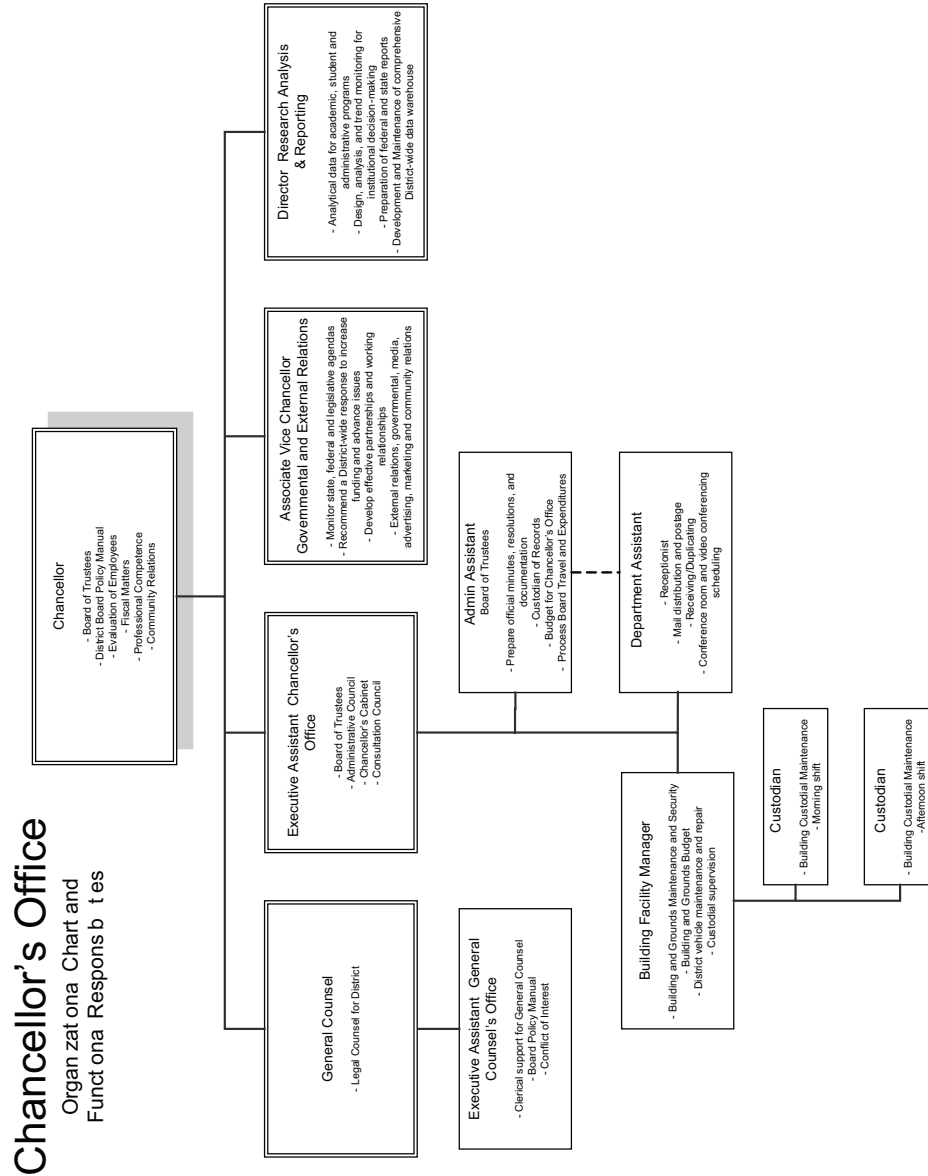 Chancellor's Office
Organ zat ona Chart and
Funct ona Respons b t es
Chancellor
- Board of Trustees
- District Board Policy Manual
- Evaluation of Employees
- Fiscal Matters
- Professional Competence
- Community Relations
General Counsel
- Legal Counsel for District
Executive Assistant Chancellor's
Office
- Board of Trustees
- Administrative Council
- Chancellor's Cabinet
- Consultation Council
Associate Vice Chancellor
Governmental and External Relations
- Monitor state, federal and legislative agendas
- Recommend a District-wide response to increase
funding and advance issues
- Develop effective partnerships and working
relationships
- External relations, governmental, media,
advertising, marketing and community relations
Director Research Analysis
& Reporting
- Analytical data for academic, student and
administrative programs
- Design, analysis, and trend monitoring for
institutional decision-making
- Preparation of federal and state reports
- Development and Maintenance of comprehensive
District-wide data warehouse
Executive Assistant General
Counsel's Office
- Clerical support for General Counsel
- Board Policy Manual
- Conflict of Interest
Admin Assistant
Board of Trustees
- Prepare official minutes, resolutions, and
documentation
- Custodian of Records
- Budget for Chancellor's Office
- Process Board Travel and Expenditures
Building Facility Manager
- Building and Grounds Maintenance and Security
- Building and Grounds Budget
- District vehicle maintenance and repair
- Custodial supervision
Department Assistant
- Receptionist
- Mail distribution and postage
- Receiving/Duplicating
- Conference room and video conferencing
scheduling
Custodian
- Building Custodial Maintenance
- Morning shift
Custodian
- Building Custodial Maintenance
-Afternoon shift